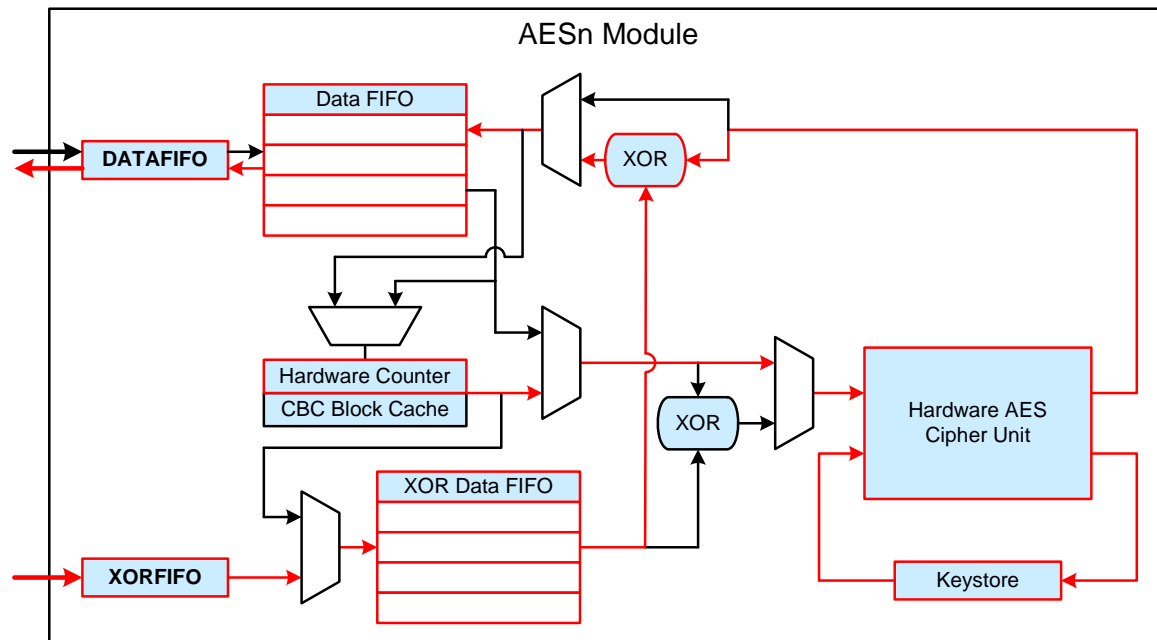 AESn Module
Data FIFO
DATAFIFO
XOR
Hardware Counter
CBC Block Cache
XOR
Hardware AES
Cipher Unit
XOR Data FIFO
XORFIFO
Keystore